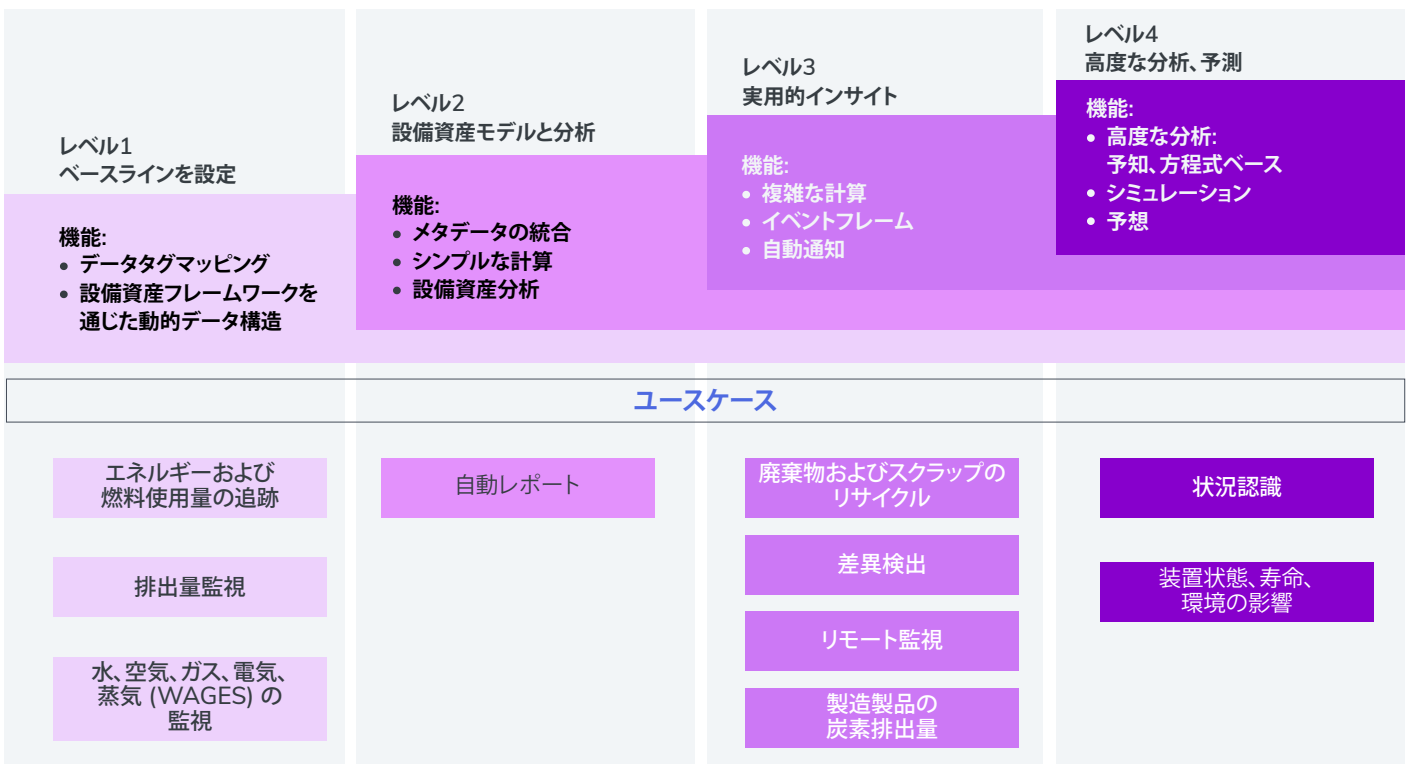 レベル1
ベースラインを設定
機能:
• データタグマッピング
• 設備資産フレームワークを
通じた動的データ構造
レベル2
設備資産モデルと分析
機能:
• メタデータの統合
• シンプルな計算
• 設備資産分析
レベル3
実用的インサイト
機能:
• 複雑な計算
• イベントフレーム
• 自動通知
レベル4
高度な分析、予測
機能:
• 高度な分析:
予知、方程式ベース
• シミュレーション
• 予想
ユースケース
エネルギーおよび
燃料使用量の追跡
排出量監視
水、空気、ガス、電気、
蒸気 (WAGES) の
監視
自動レポート
廃棄物およびスクラップの
リサイクル
差異検出
リモート監視
製造製品の
炭素排出量
状況認識
装置状態、寿命、
環境の影響